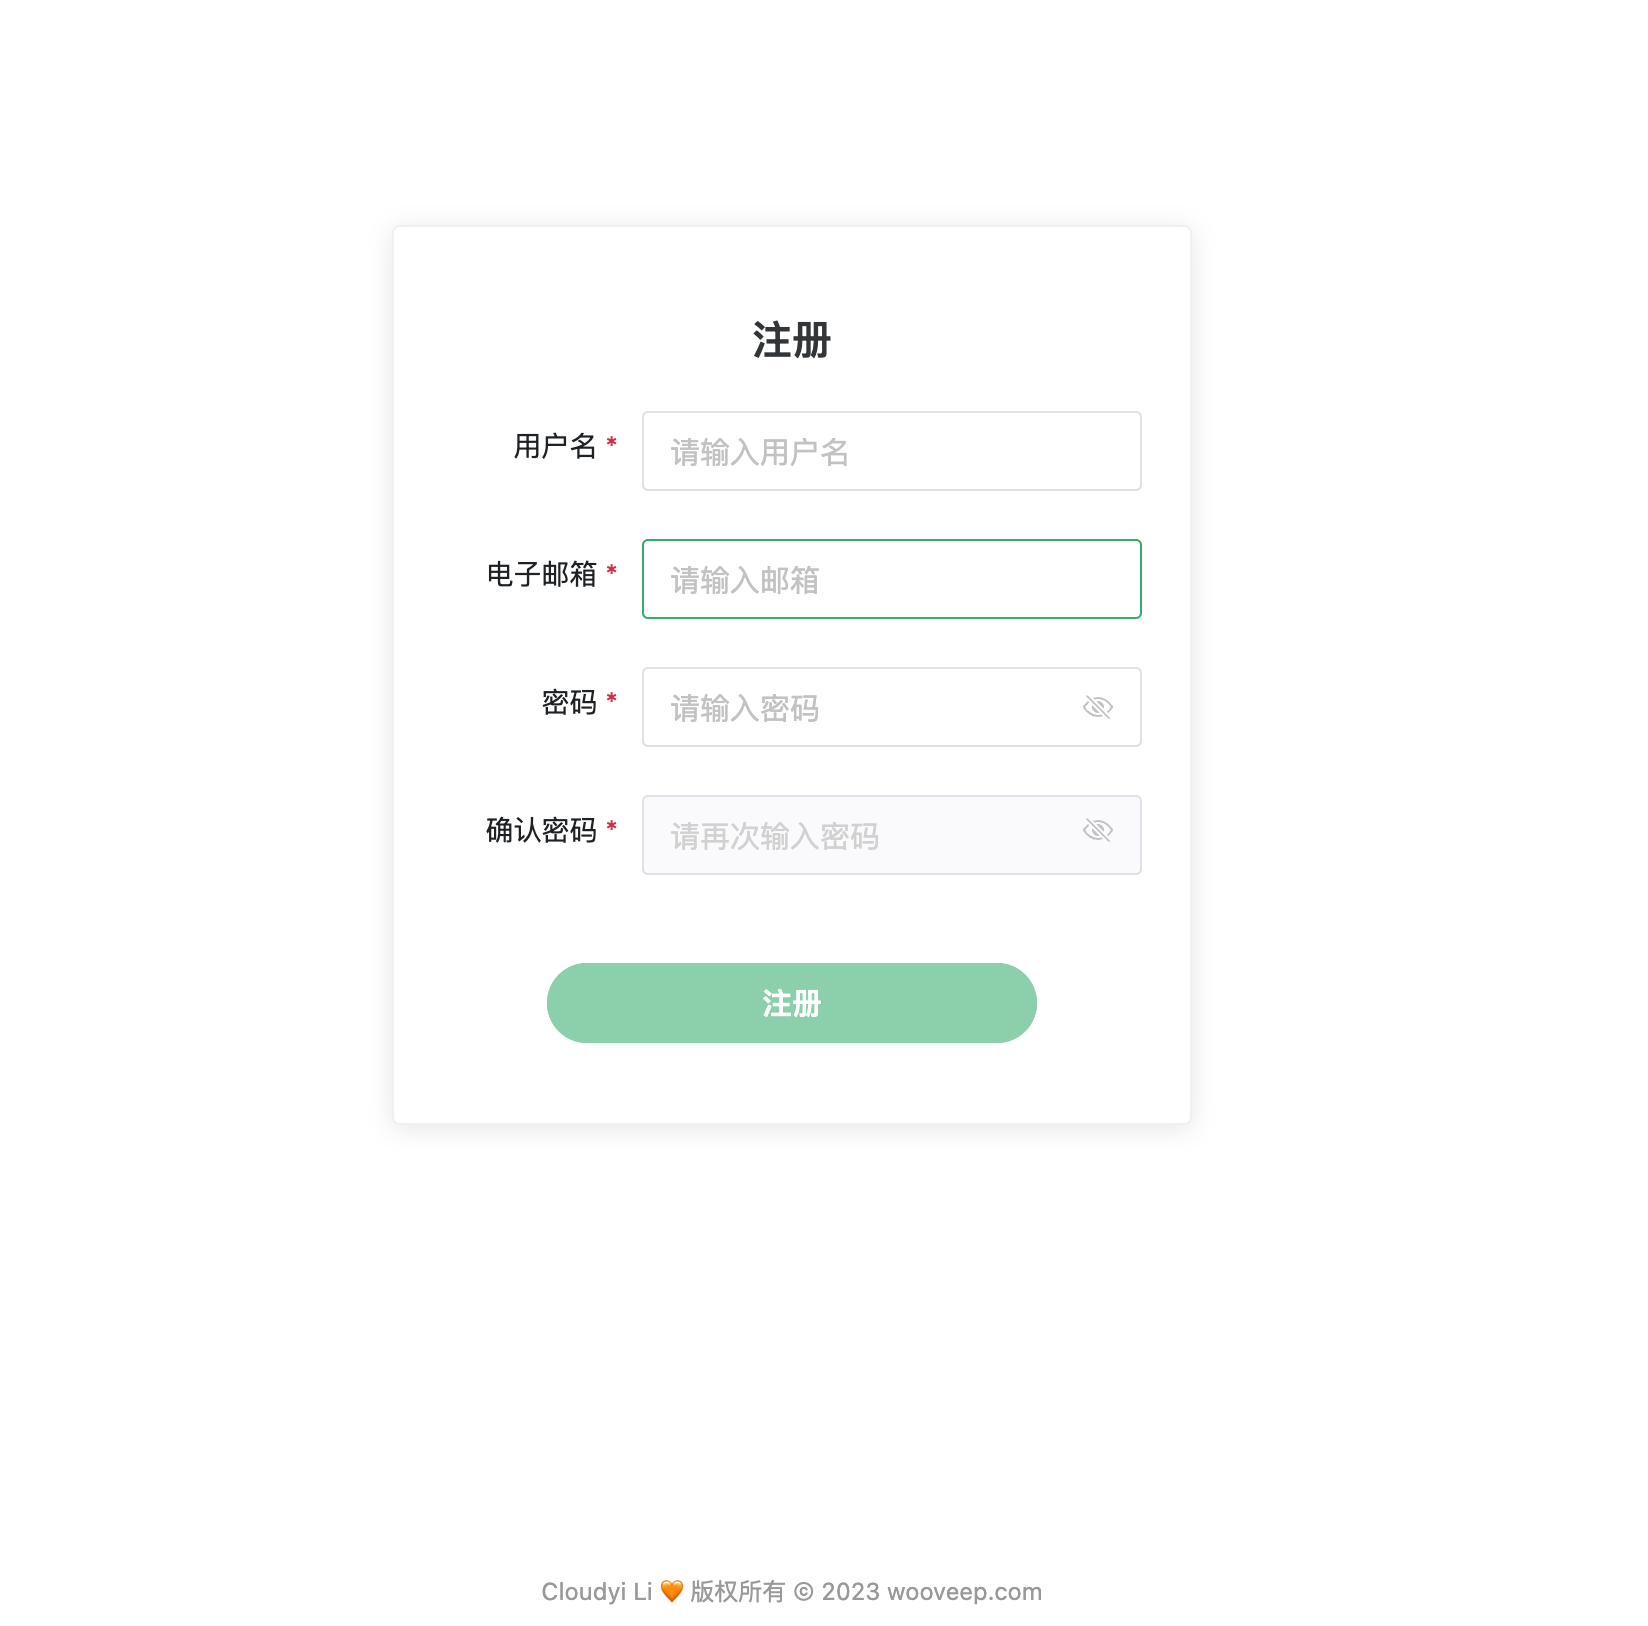 注册
用户名 *
请输入用户名
电子邮箱 *
请输入邮箱
密码 *
请输入密码
确认密码 *
请再次输入密码
注册
Cloudyi Li 🧡 版权所有 © 2023 wooveep.com